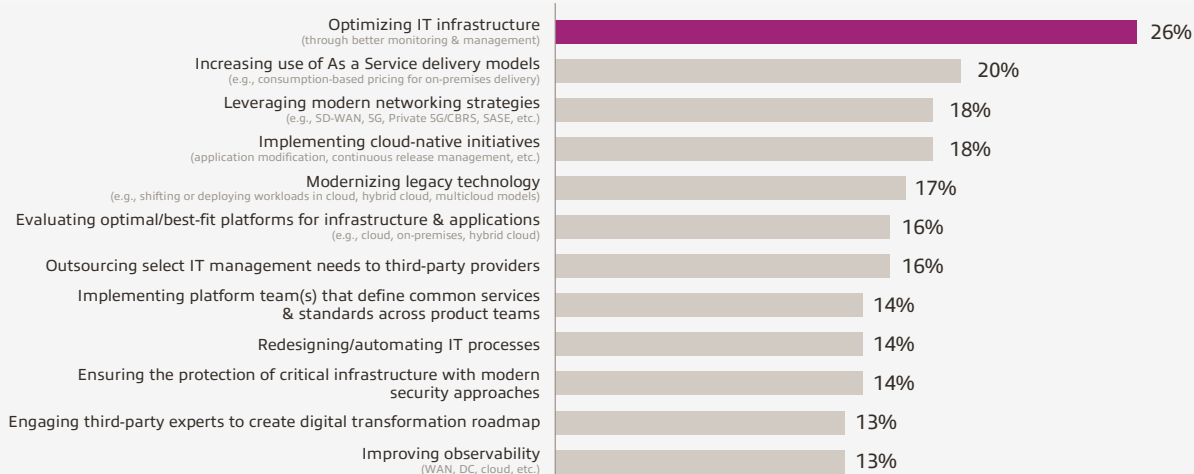 Optimizing IT infrastructure
(through better monitoring & management)
26%
Increasing use of As a Service delivery models
(e.g., consumption-based pricing for on-premises delivery)
20%
Leveraging modern networking strategies
(e.g., SD-WAN, 5G, Private 5G/CBRS, SASE, etc.)
18%
Implementing cloud-native initiatives
(application modification, continuous release management, etc.)
18%
Modernizing legacy technology
(e.g., shifting or deploying workloads in cloud, hybrid cloud, multicloud models)
17%
Evaluating optimal/best-fit platforms for infrastructure & applications
(e.g., cloud, on-premises, hybrid cloud)
16%
Outsourcing select IT management needs to third-party providers
16%
Implementing platform team(s) that define common services
& standards across product teams
14%
Redesigning/automating IT processes
14%
Ensuring the protection of critical infrastructure with modern
security approaches
14%
Engaging third-party experts to create digital transformation roadmap
13%
Improving observability
(WAN, DC, cloud, etc.)
13%